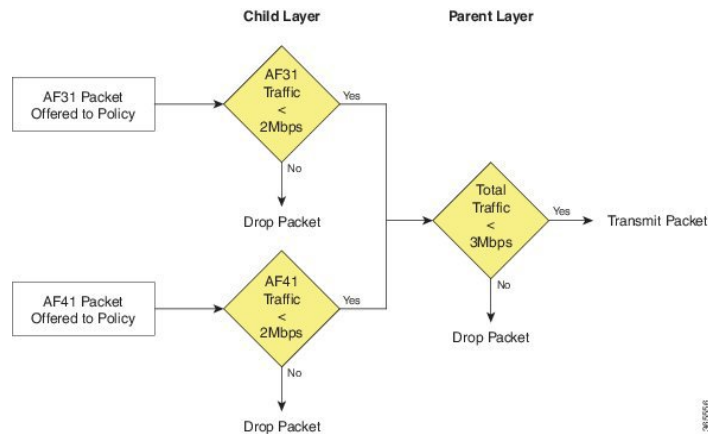 Child Layer
Parent Layer
AF31 Packet
Offered to Policy
AF31
Traffic
<
2Mbps
Yes
No
Drop Packet
AF41 Packet
Offered to Policy
AF41
Traffic
<
2Mbps
Yes
No
Drop Packet
Total
Traffic
<
3Mbps
Yes
Transmit Packet
No
Drop Packet